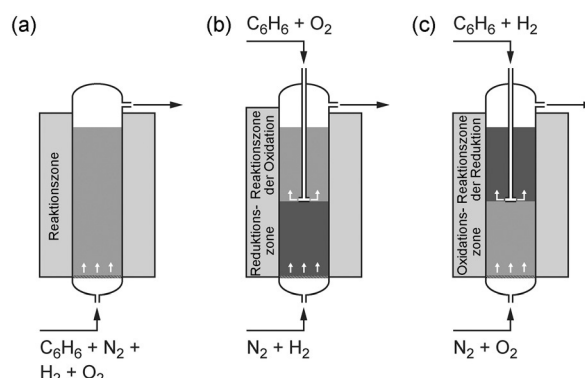 (a)
Reaktionszone
C₆H₆ + N₂ +
H₂ + O₂
(b)
C₆H₆ + O₂
Reduktions-
zone
Reaktionszone
der Oxidation
N₂ + H₂
(c)
C₆H₆ + H₂
Oxidations-
zone
Reaktionszone
der Reduktion
N₂ + O₂